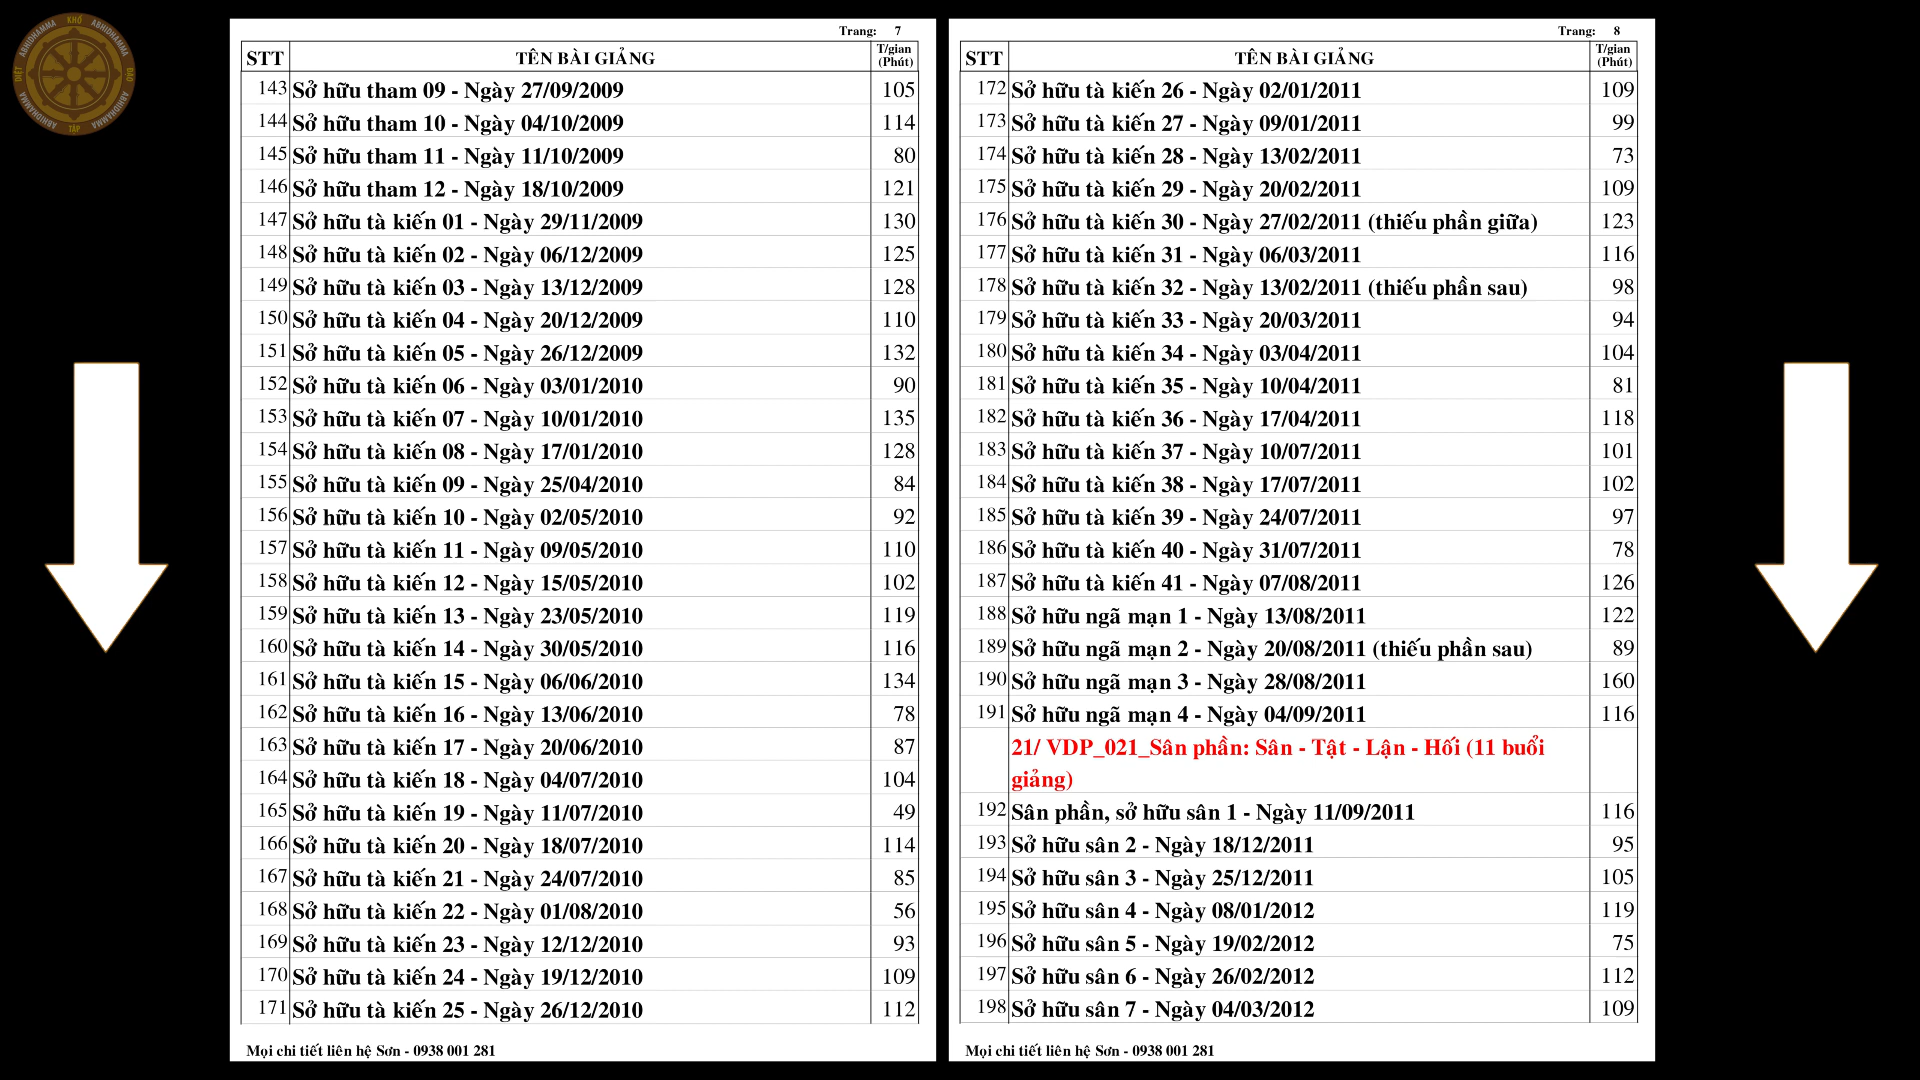 KHỔ
ABHIDHAMMA
ĐẠO
ABHIDHAMMA
TẬP
ABHIDHAMMA
DIỆT
ABHIDHAMMA
Trang: 7
STT TÊN BÀI GIẢNG T/gian (Phút)
143 Sở hữu tham 09 - Ngày 27/09/2009 105
144 Sở hữu tham 10 - Ngày 04/10/2009 114
145 Sở hữu tham 11 - Ngày 11/10/2009 80
146 Sở hữu tham 12 - Ngày 18/10/2009 121
147 Sở hữu tà kiến 01 - Ngày 29/11/2009 130
148 Sở hữu tà kiến 02 - Ngày 06/12/2009 125
149 Sở hữu tà kiến 03 - Ngày 13/12/2009 128
150 Sở hữu tà kiến 04 - Ngày 20/12/2009 110
151 Sở hữu tà kiến 05 - Ngày 26/12/2009 132
152 Sở hữu tà kiến 06 - Ngày 03/01/2010 90
153 Sở hữu tà kiến 07 - Ngày 10/01/2010 135
154 Sở hữu tà kiến 08 - Ngày 17/01/2010 128
155 Sở hữu tà kiến 09 - Ngày 25/04/2010 84
156 Sở hữu tà kiến 10 - Ngày 02/05/2010 92
157 Sở hữu tà kiến 11 - Ngày 09/05/2010 110
158 Sở hữu tà kiến 12 - Ngày 15/05/2010 102
159 Sở hữu tà kiến 13 - Ngày 23/05/2010 119
160 Sở hữu tà kiến 14 - Ngày 30/05/2010 116
161 Sở hữu tà kiến 15 - Ngày 06/06/2010 134
162 Sở hữu tà kiến 16 - Ngày 13/06/2010 78
163 Sở hữu tà kiến 17 - Ngày 20/06/2010 87
164 Sở hữu tà kiến 18 - Ngày 04/07/2010 104
165 Sở hữu tà kiến 19 - Ngày 11/07/2010 49
166 Sở hữu tà kiến 20 - Ngày 18/07/2010 114
167 Sở hữu tà kiến 21 - Ngày 24/07/2010 85
168 Sở hữu tà kiến 22 - Ngày 01/08/2010 56
169 Sở hữu tà kiến 23 - Ngày 12/12/2010 93
170 Sở hữu tà kiến 24 - Ngày 19/12/2010 109
171 Sở hữu tà kiến 25 - Ngày 26/12/2010 112
Mọi chi tiết liên hệ Sơn - 0938 001 281
Trang: 8
STT TÊN BÀI GIẢNG T/gian (Phút)
172 Sở hữu tà kiến 26 - Ngày 02/01/2011 109
173 Sở hữu tà kiến 27 - Ngày 09/01/2011 99
174 Sở hữu tà kiến 28 - Ngày 13/02/2011 73
175 Sở hữu tà kiến 29 - Ngày 20/02/2011 109
176 Sở hữu tà kiến 30 - Ngày 27/02/2011 (thiếu phần giữa) 123
177 Sở hữu tà kiến 31 - Ngày 06/03/2011 116
178 Sở hữu tà kiến 32 - Ngày 13/02/2011 (thiếu phần sau) 98
179 Sở hữu tà kiến 33 - Ngày 20/03/2011 94
180 Sở hữu tà kiến 34 - Ngày 03/04/2011 104
181 Sở hữu tà kiến 35 - Ngày 10/04/2011 81
182 Sở hữu tà kiến 36 - Ngày 17/04/2011 118
183 Sở hữu tà kiến 37 - Ngày 10/07/2011 101
184 Sở hữu tà kiến 38 - Ngày 17/07/2011 102
185 Sở hữu tà kiến 39 - Ngày 24/07/2011 97
186 Sở hữu tà kiến 40 - Ngày 31/07/2011 78
187 Sở hữu tà kiến 41 - Ngày 07/08/2011 126
188 Sở hữu ngã mạn 1 - Ngày 13/08/2011 122
189 Sở hữu ngã mạn 2 - Ngày 20/08/2011 (thiếu phần sau) 89
190 Sở hữu ngã mạn 3 - Ngày 28/08/2011 160
191 Sở hữu ngã mạn 4 - Ngày 04/09/2011 116
21/ VDP_021_Sân phần: Sân - Tật - Lận - Hối (11 buổi
giảng)
192 Sân phần, sở hữu sân 1 - Ngày 11/09/2011 116
193 Sở hữu sân 2 - Ngày 18/12/2011 95
194 Sở hữu sân 3 - Ngày 25/12/2011 105
195 Sở hữu sân 4 - Ngày 08/01/2012 119
196 Sở hữu sân 5 - Ngày 19/02/2012 75
197 Sở hữu sân 6 - Ngày 26/02/2012 112
198 Sở hữu sân 7 - Ngày 04/03/2012 109
Mọi chi tiết liên hệ Sơn - 0938 001 281